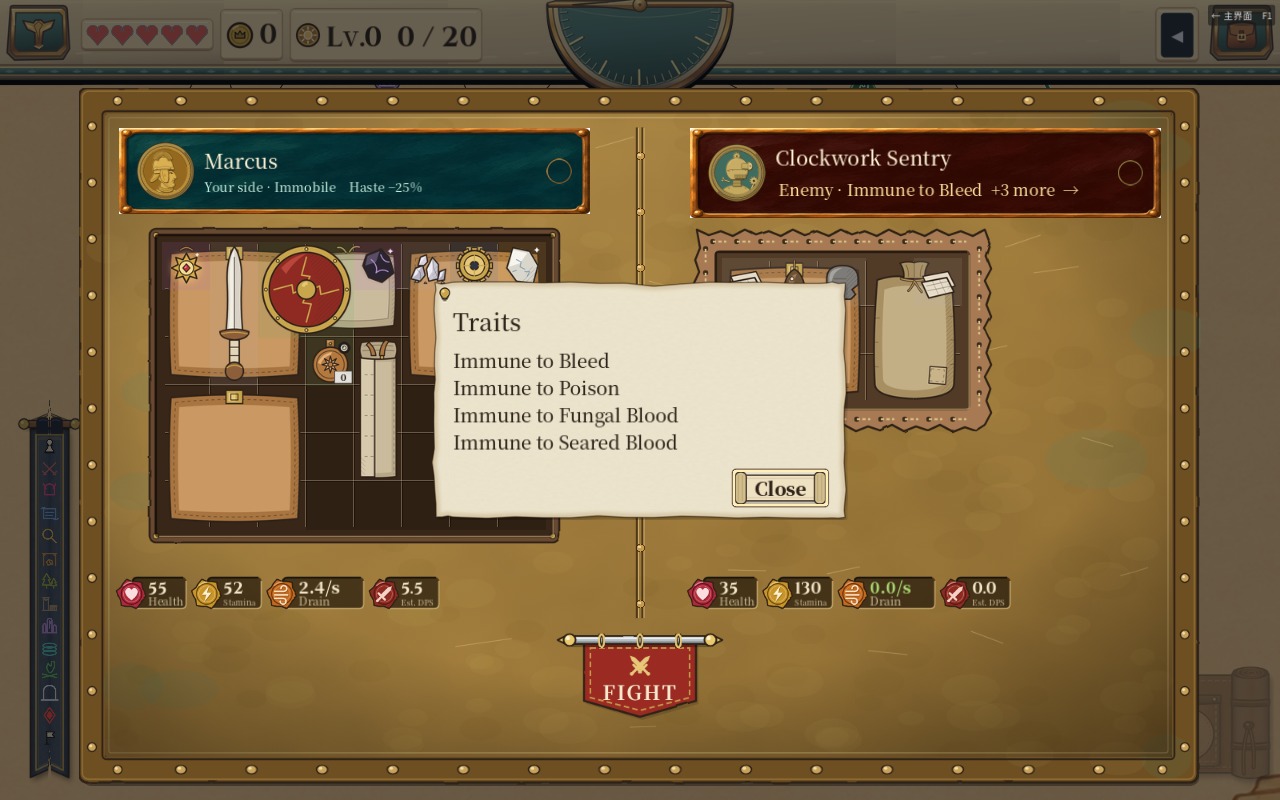 0
Lv.0 0 / 20
← 主界面 F1
Marcus
Your side · Immobile Haste −25%
Clockwork Sentry
Enemy · Immune to Bleed +3 more →
0
Traits
Immune to Bleed
Immune to Poison
Immune to Fungal Blood
Immune to Seared Blood
Close
55
Health
52
Stamina
2.4/s
Drain
5.5
Est. DPS
35
Health
130
Stamina
0.0/s
Drain
0.0
Est. DPS
FIGHT